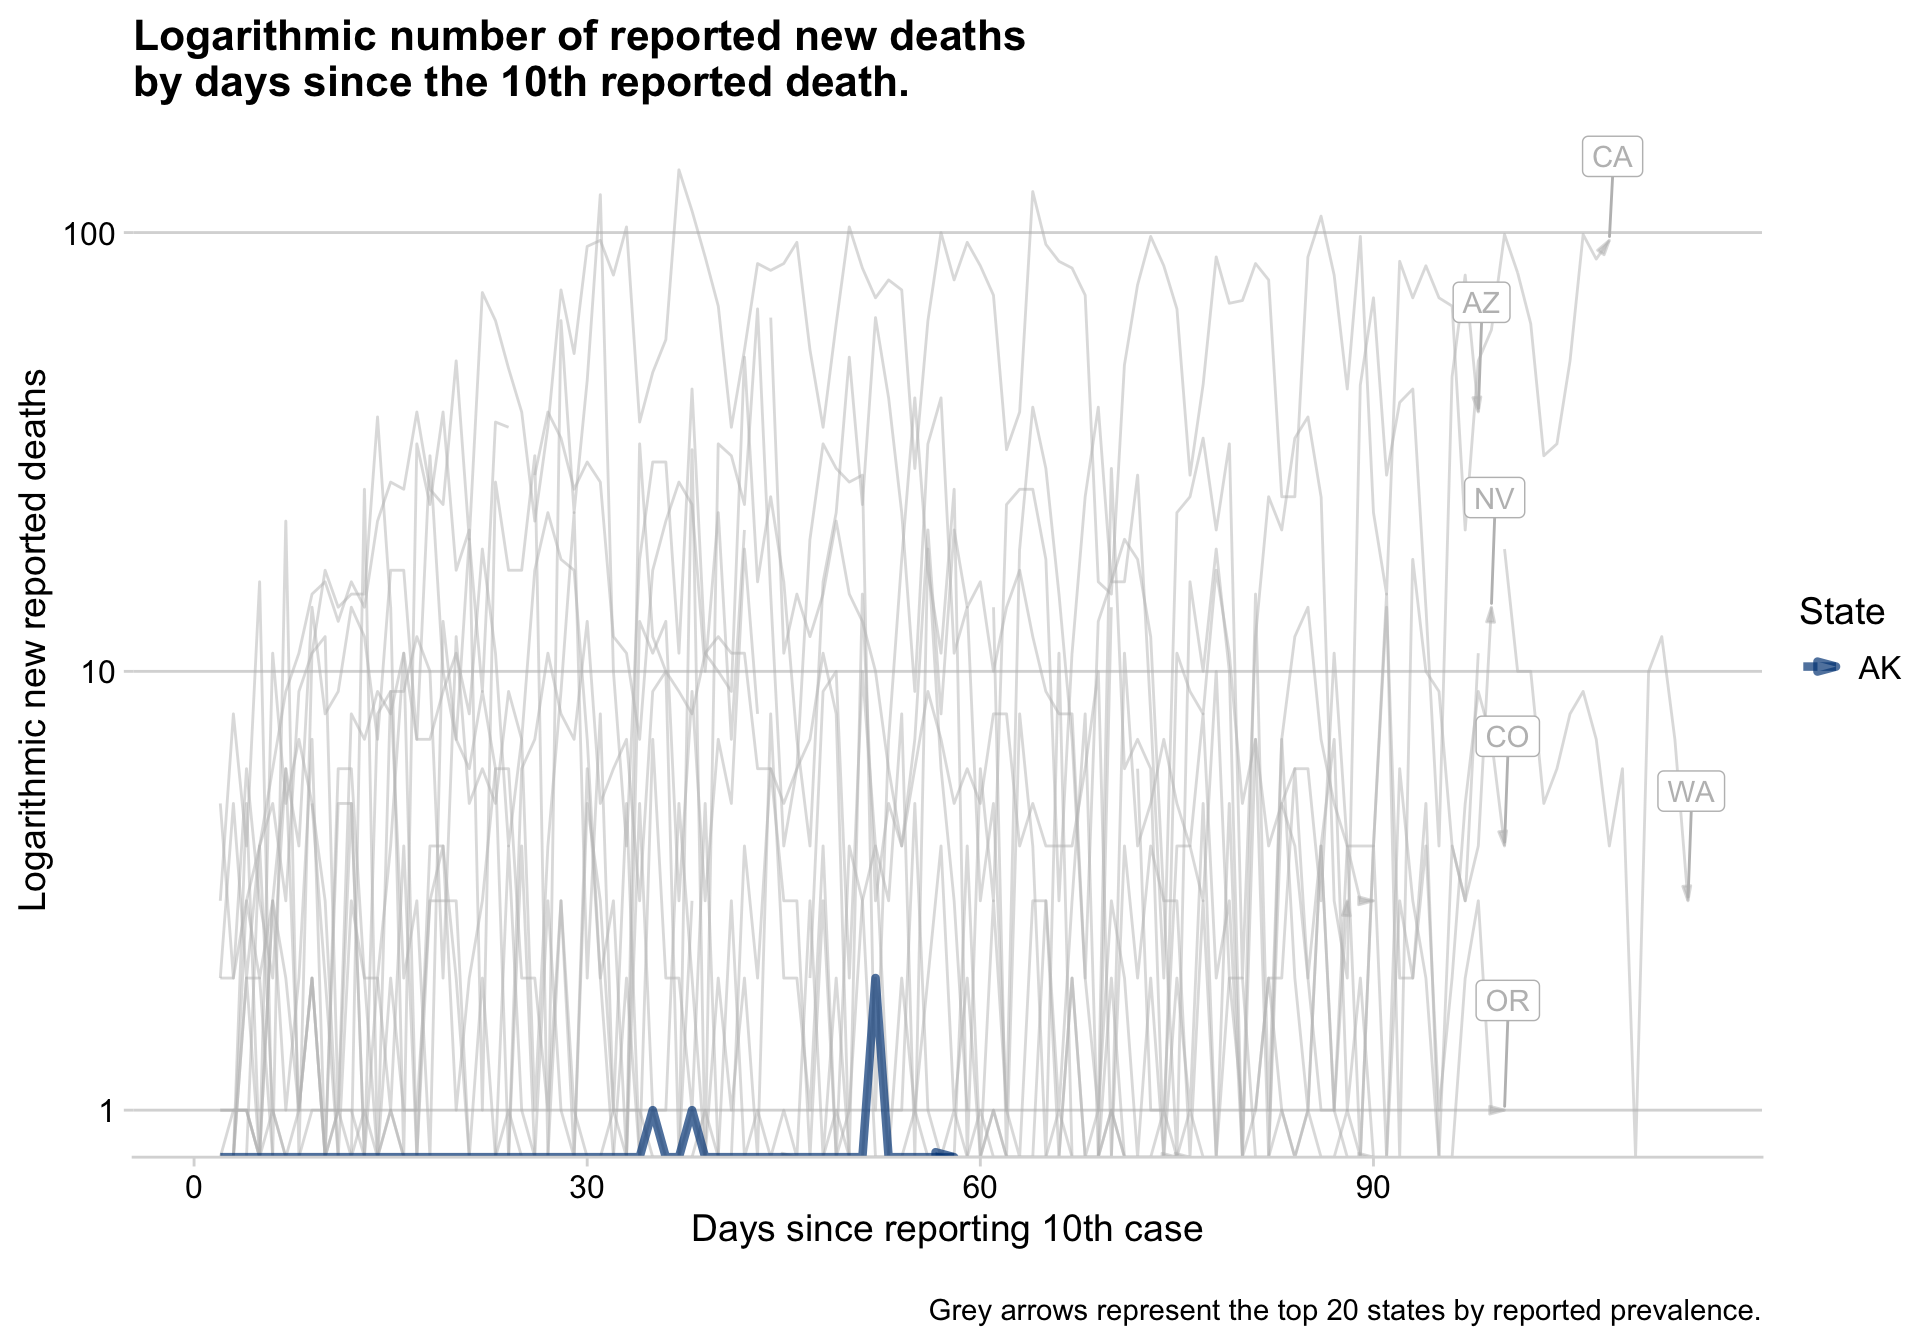 Logarithmic number of reported new deaths
by days since the 10th reported death.
Logarithmic new reported deaths
100
10
1
CA
AZ
NV
CO
WA
OR
State
AK
0
30
60
90
Days since reporting 10th case
Grey arrows represent the top 20 states by reported prevalence.